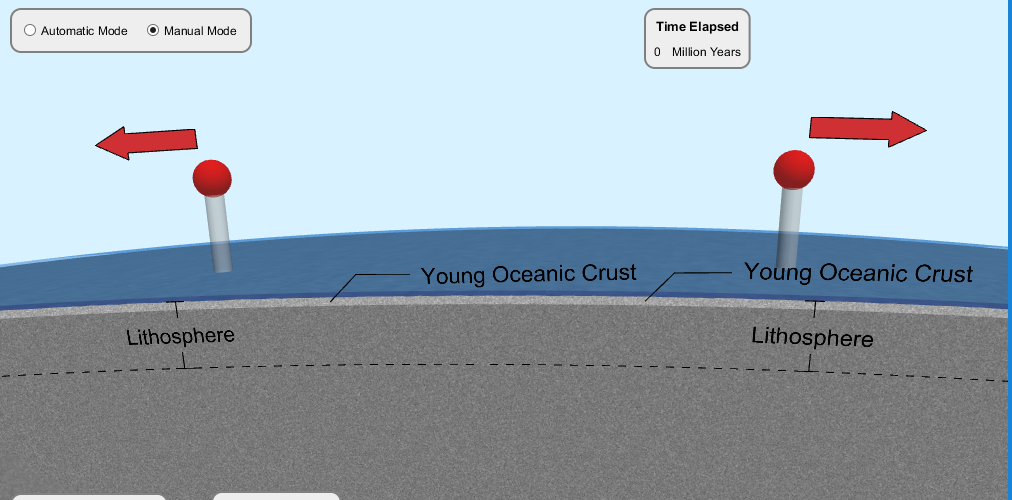 Automatic Mode
Manual Mode
Time Elapsed
0 Million Years
Young Oceanic Crust
Young Oceanic Crust
Lithosphere
Lithosphere